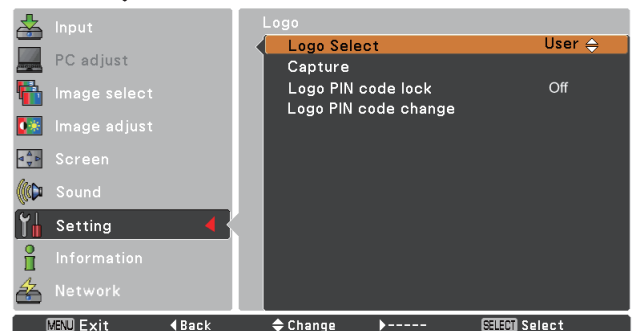 Input
PC adjust
Image select
Image adjust
Screen
Sound
Setting
Information
Network
Logo
Logo Select User
Capture
Logo PIN code lock Off
Logo PIN code change
MENU Exit Back Change ----- SELECT Select